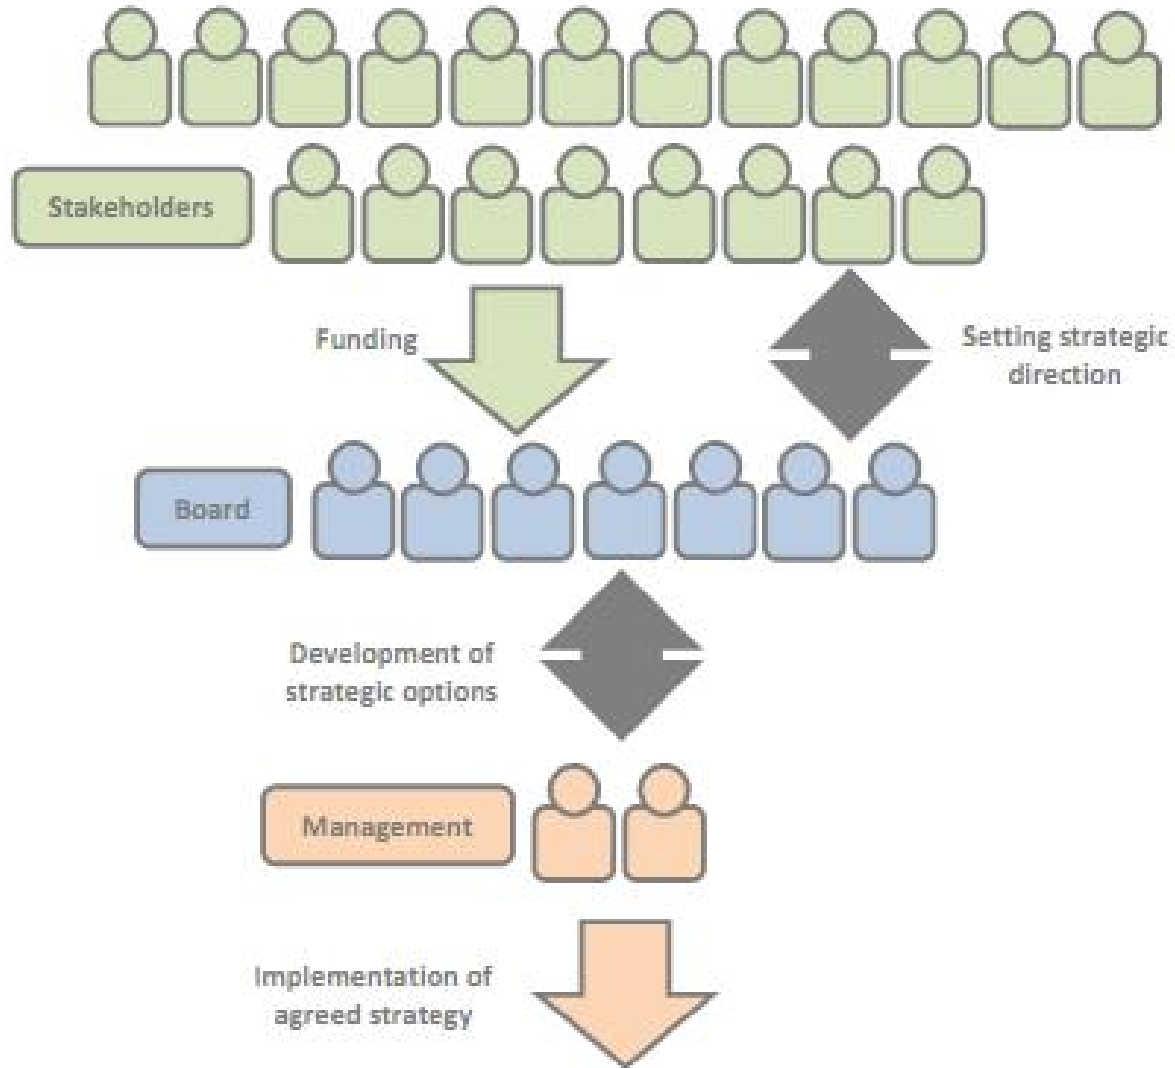 Stakeholders
Funding
Setting strategic
direction
Board
Development of
strategic options
Management
Implementation of
agreed strategy